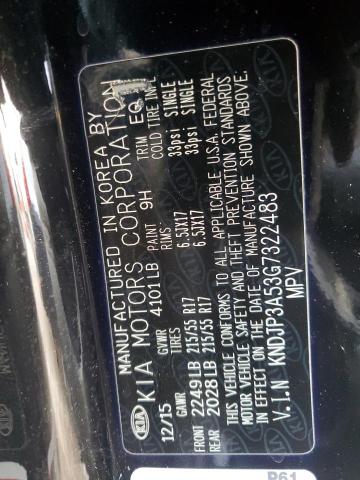 MANUFACTURED IN KOREA BY
KIA KIA MOTORS CORPORATION
12/15 GVWR 4101LB PAINT 9H TRIM EQ
GAWR TIRES RIMS COLD TIRE INFL
FRONT 2249LB 215/55 R17 6.5JX17 33psi SINGLE
REAR 2028LB 215/55 R17 6.5JX17 33psi SINGLE
THIS VEHICLE CONFORMS TO ALL APPLICABLE U.S.A. FEDERAL
MOTOR VEHICLE SAFETY AND THEFT PREVENTION STANDARDS
IN EFFECT ON THE DATE OF MANUFACTURE SHOWN ABOVE.
V.I.N KNDJP3A53G7322483
MPV